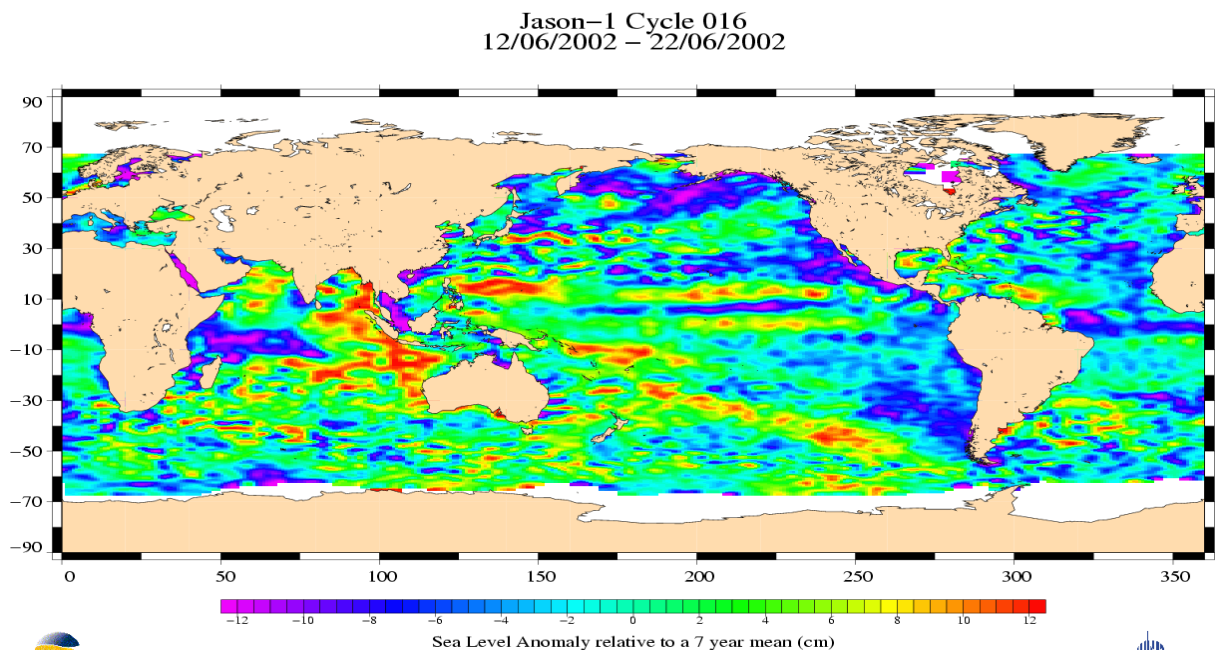 Jason−1 Cycle 016
12/06/2002 − 22/06/2002
90
70
50
30
10
−10
−30
−50
−70
−90
0 50 100 150 200 250 300 350
−12 −10 −8 −6 −4 −2 0 2 4 6 8 10 12
Sea Level Anomaly relative to a 7 year mean (cm)